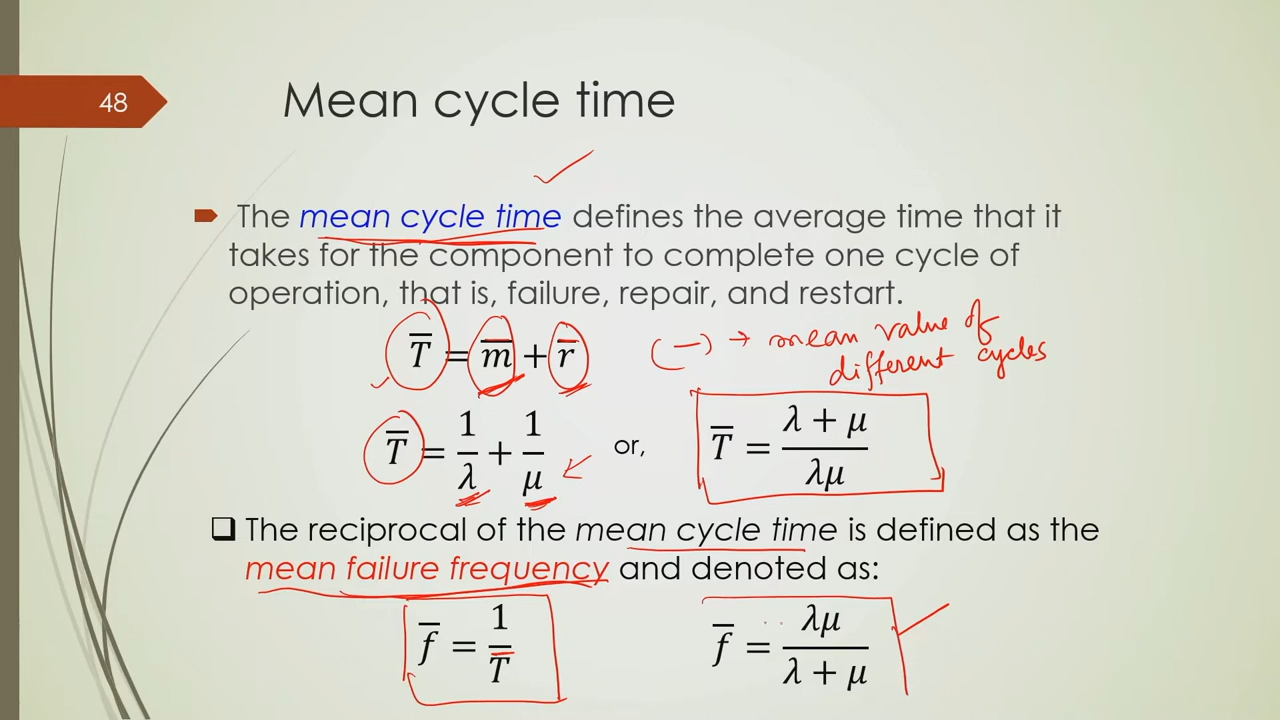 48
Mean cycle time
The mean cycle time defines the average time that it
takes for the component to complete one cycle of
operation, that is, failure, repair, and restart.
T̅ = m̅ + r̅
(—) → mean value of
different cycles
T̅ = 1/λ + 1/μ or, T̅ = (λ + μ)/(λμ)
❑ The reciprocal of the mean cycle time is defined as the
mean failure frequency and denoted as:
f̅ = 1/T̅ f̅ = λμ/(λ + μ)